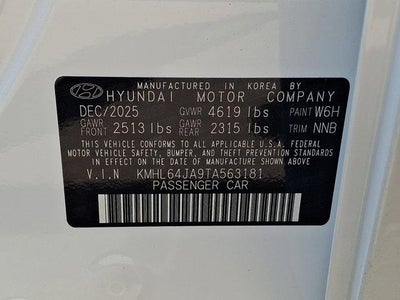 MANUFACTURED IN KOREA BY
HYUNDAI MOTOR COMPANY
DEC/2025 GVWR 4619 lbs PAINT W6H
GAWR FRONT 2513 lbs GAWR REAR 2315 lbs TRIM NNB
THIS VEHICLE CONFORMS TO ALL APPLICABLE U.S.A. FEDERAL
MOTOR VEHICLE SAFETY, BUMPER, AND THEFT PREVENTION
STANDARDS IN EFFECT ON THE DATE OF MANUFACTURE SHOWN ABOVE.
V.I.N KMHL64JA9TA563181
PASSENGER CAR